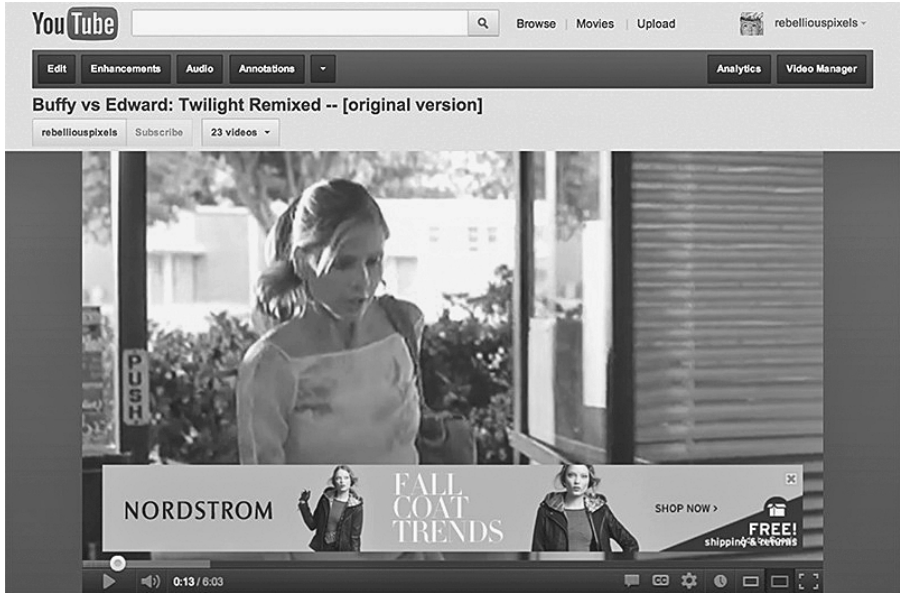 YouTube Browse Movies Upload rebelliouspixels
Edit Enhancements Audio Annotations Analytics Video Manager
Buffy vs Edward: Twilight Remixed -- [original version]
rebelliouspixels Subscribe 23 videos
PUSH
NORDSTROM
FALL
COAT
TRENDS
SHOP NOW ›
FREE!
shipping & returns
0:13 / 6:03 CC